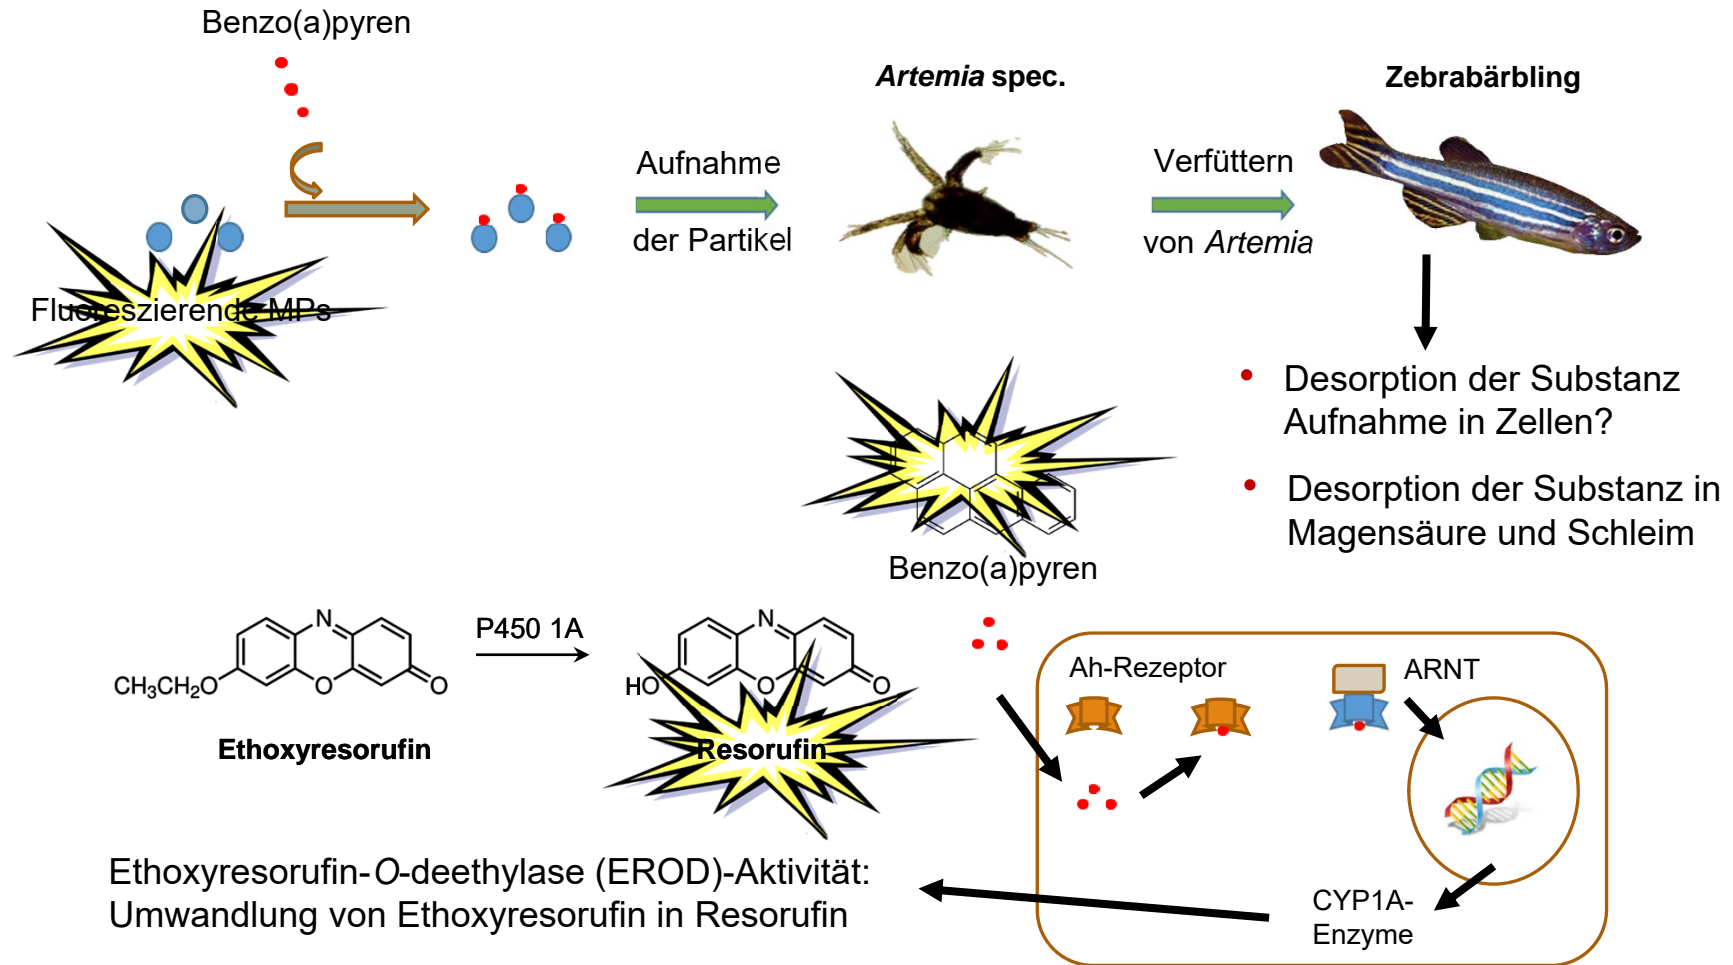 Benzo(a)pyren
Artemia spec.
Zebrabärbling
Aufnahme
der Partikel
Verfüttern
von Artemia
Fluoreszierende MPs
• Desorption der Substanz
Aufnahme in Zellen?
• Desorption der Substanz in
Magensäure und Schleim
Benzo(a)pyren
N
CH3CH2O
O
O
Ethoxyresorufin
P450 1A
N
HO
O
O
Resorufin
Ah-Rezeptor
ARNT
CYP1A-
Enzyme
Ethoxyresorufin-O-deethylase (EROD)-Aktivität:
Umwandlung von Ethoxyresorufin in Resorufin